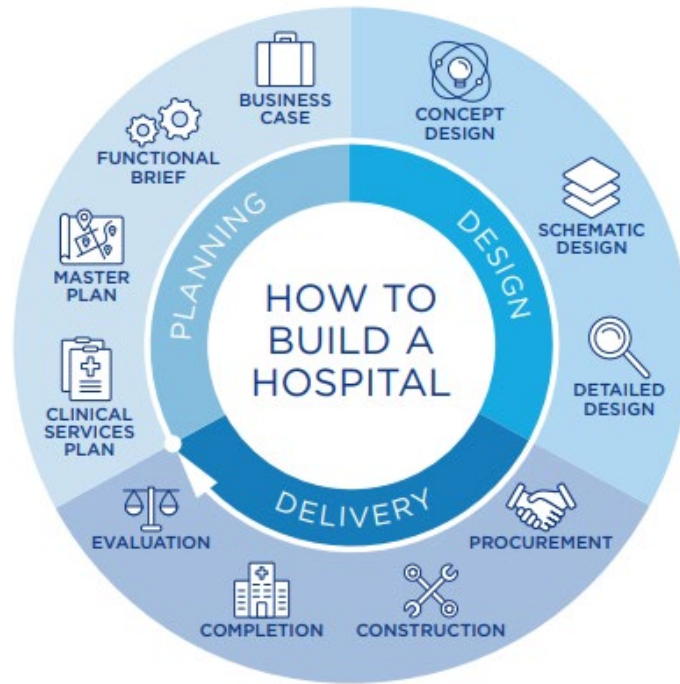 HOW TO
BUILD A
HOSPITAL
PLANNING
CLINICAL
SERVICES
PLAN
MASTER
PLAN
FUNCTIONAL
BRIEF
BUSINESS
CASE
DESIGN
CONCEPT
DESIGN
SCHEMATIC
DESIGN
DETAILED
DESIGN
DELIVERY
PROCUREMENT
CONSTRUCTION
COMPLETION
EVALUATION